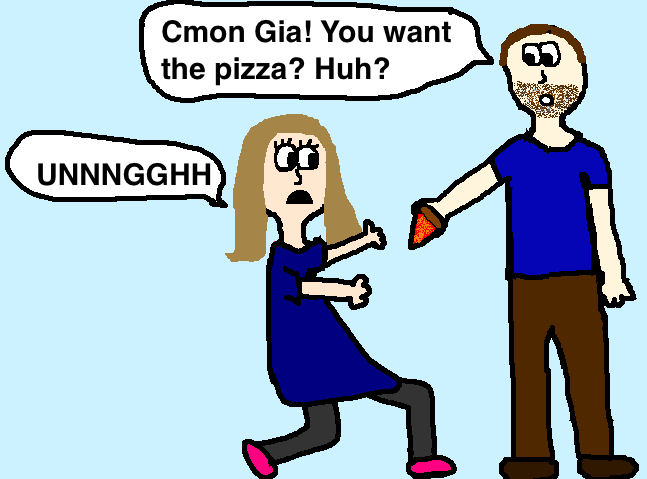 Cmon Gia! You want
the pizza? Huh?
UNNNGGHH